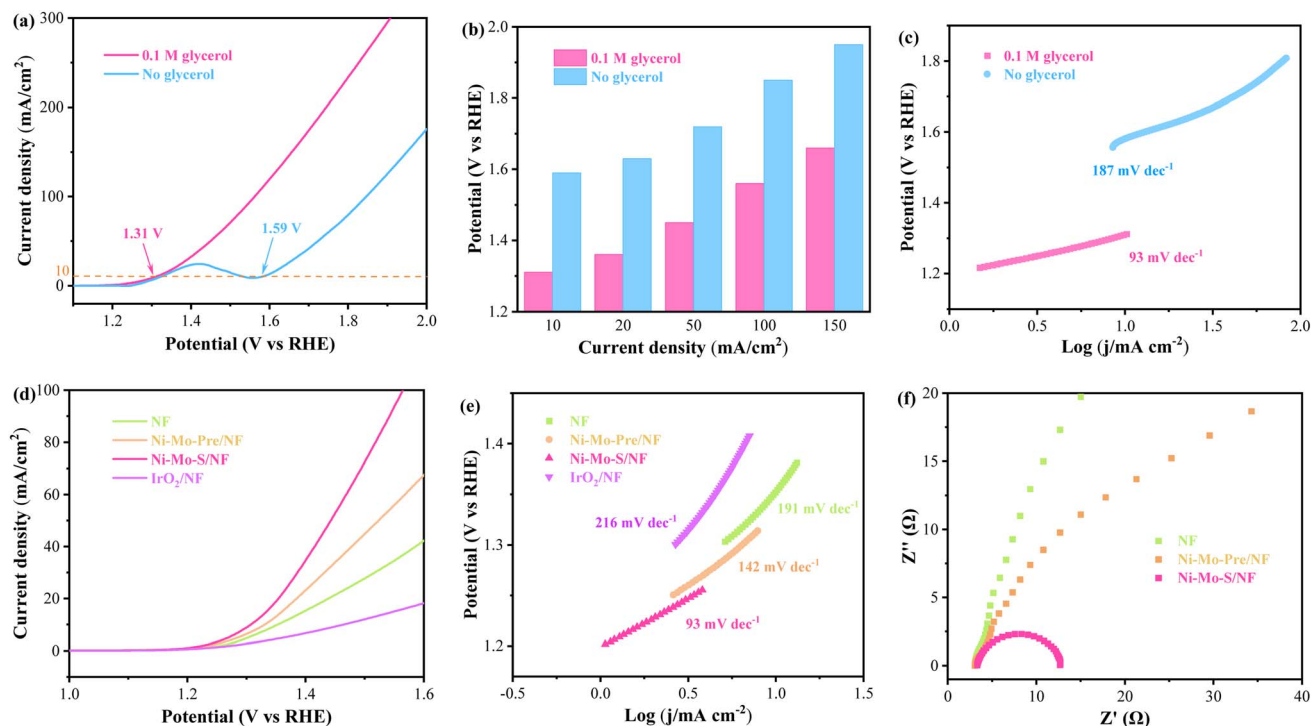 (a)
300
200
100
0
10
0.1 M glycerol
No glycerol
1.31 V
1.59 V
1.2 1.4 1.6 1.8 2.0
Potential (V vs RHE)
Current density (mA/cm²)
(b)
2.0
1.8
1.6
1.4
1.2
0.1 M glycerol
No glycerol
10 20 50 100 150
Current density (mA/cm²)
Potential (V vs RHE)
(c)
1.8
1.6
1.4
1.2
0.1 M glycerol
No glycerol
187 mV dec⁻¹
93 mV dec⁻¹
0.0 0.5 1.0 1.5 2.0
Log (j/mA cm⁻²)
Potential (V vs RHE)
(d)
100
80
60
40
20
0
NF
Ni-Mo-Pre/NF
Ni-Mo-S/NF
IrO₂/NF
1.0 1.2 1.4 1.6
Potential (V vs RHE)
Current density (mA/cm²)
(e)
1.4
1.3
1.2
NF
Ni-Mo-Pre/NF
Ni-Mo-S/NF
IrO₂/NF
216 mV dec⁻¹
191 mV dec⁻¹
142 mV dec⁻¹
93 mV dec⁻¹
-0.5 0.0 0.5 1.0 1.5
Log (j/mA cm⁻²)
Potential (V vs RHE)
(f)
20
15
10
5
0
NF
Ni-Mo-Pre/NF
Ni-Mo-S/NF
0 10 20 30 40
Z' (Ω)
Z'' (Ω)